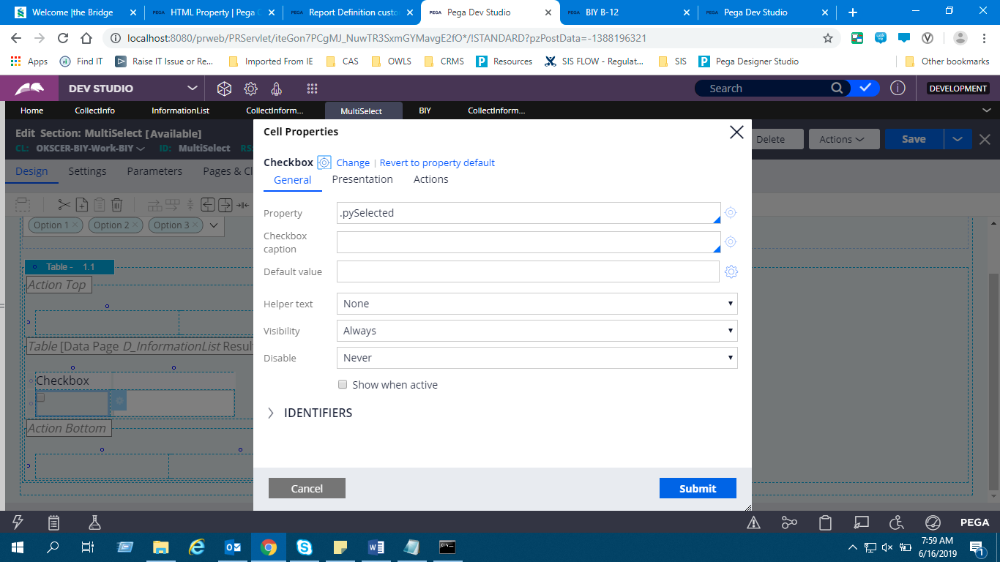 Welcome |the Bridge
HTML Property | Pega C
Report Definition custo
Pega Dev Studio
BIY B-12
Pega Dev Studio
localhost:8080/prweb/PRServlet/iteGon7PCgMJ_NuwTR3SxmGYMavgE2fO*/!STANDARD?pzPostData=-1388196321
Apps
Find IT
Raise IT Issue or Re...
Imported From IE
CAS
OWLS
CRMS
Resources
SIS FLOW - Regulat...
SIS
Pega Designer Studio
Other bookmarks
DEV STUDIO
Search
DEVELOPMENT
Home
CollectInfo
InformationList
CollectInform...
MultiSelect
BIY
CollectInform...
Edit Section: MultiSelect [Available]
CL: OKSCER-BIY-Work-BIY ID: MultiSelect RS:
Delete
Actions
Save
Design
Settings
Parameters
Pages & Cl
Option 1 ×
Option 2 ×
Option 3 ×
Table - 1.1
Action Top
Table [Data Page D_InformationList Result
Checkbox
Action Bottom
Cell Properties
Checkbox
Change | Revert to property default
General
Presentation
Actions
Property
.pySelected
Checkbox
caption
Default value
Helper text
None
Visibility
Always
Disable
Never
Show when active
IDENTIFIERS
Cancel
Submit
PEGA
7:59 AM
6/16/2019
1